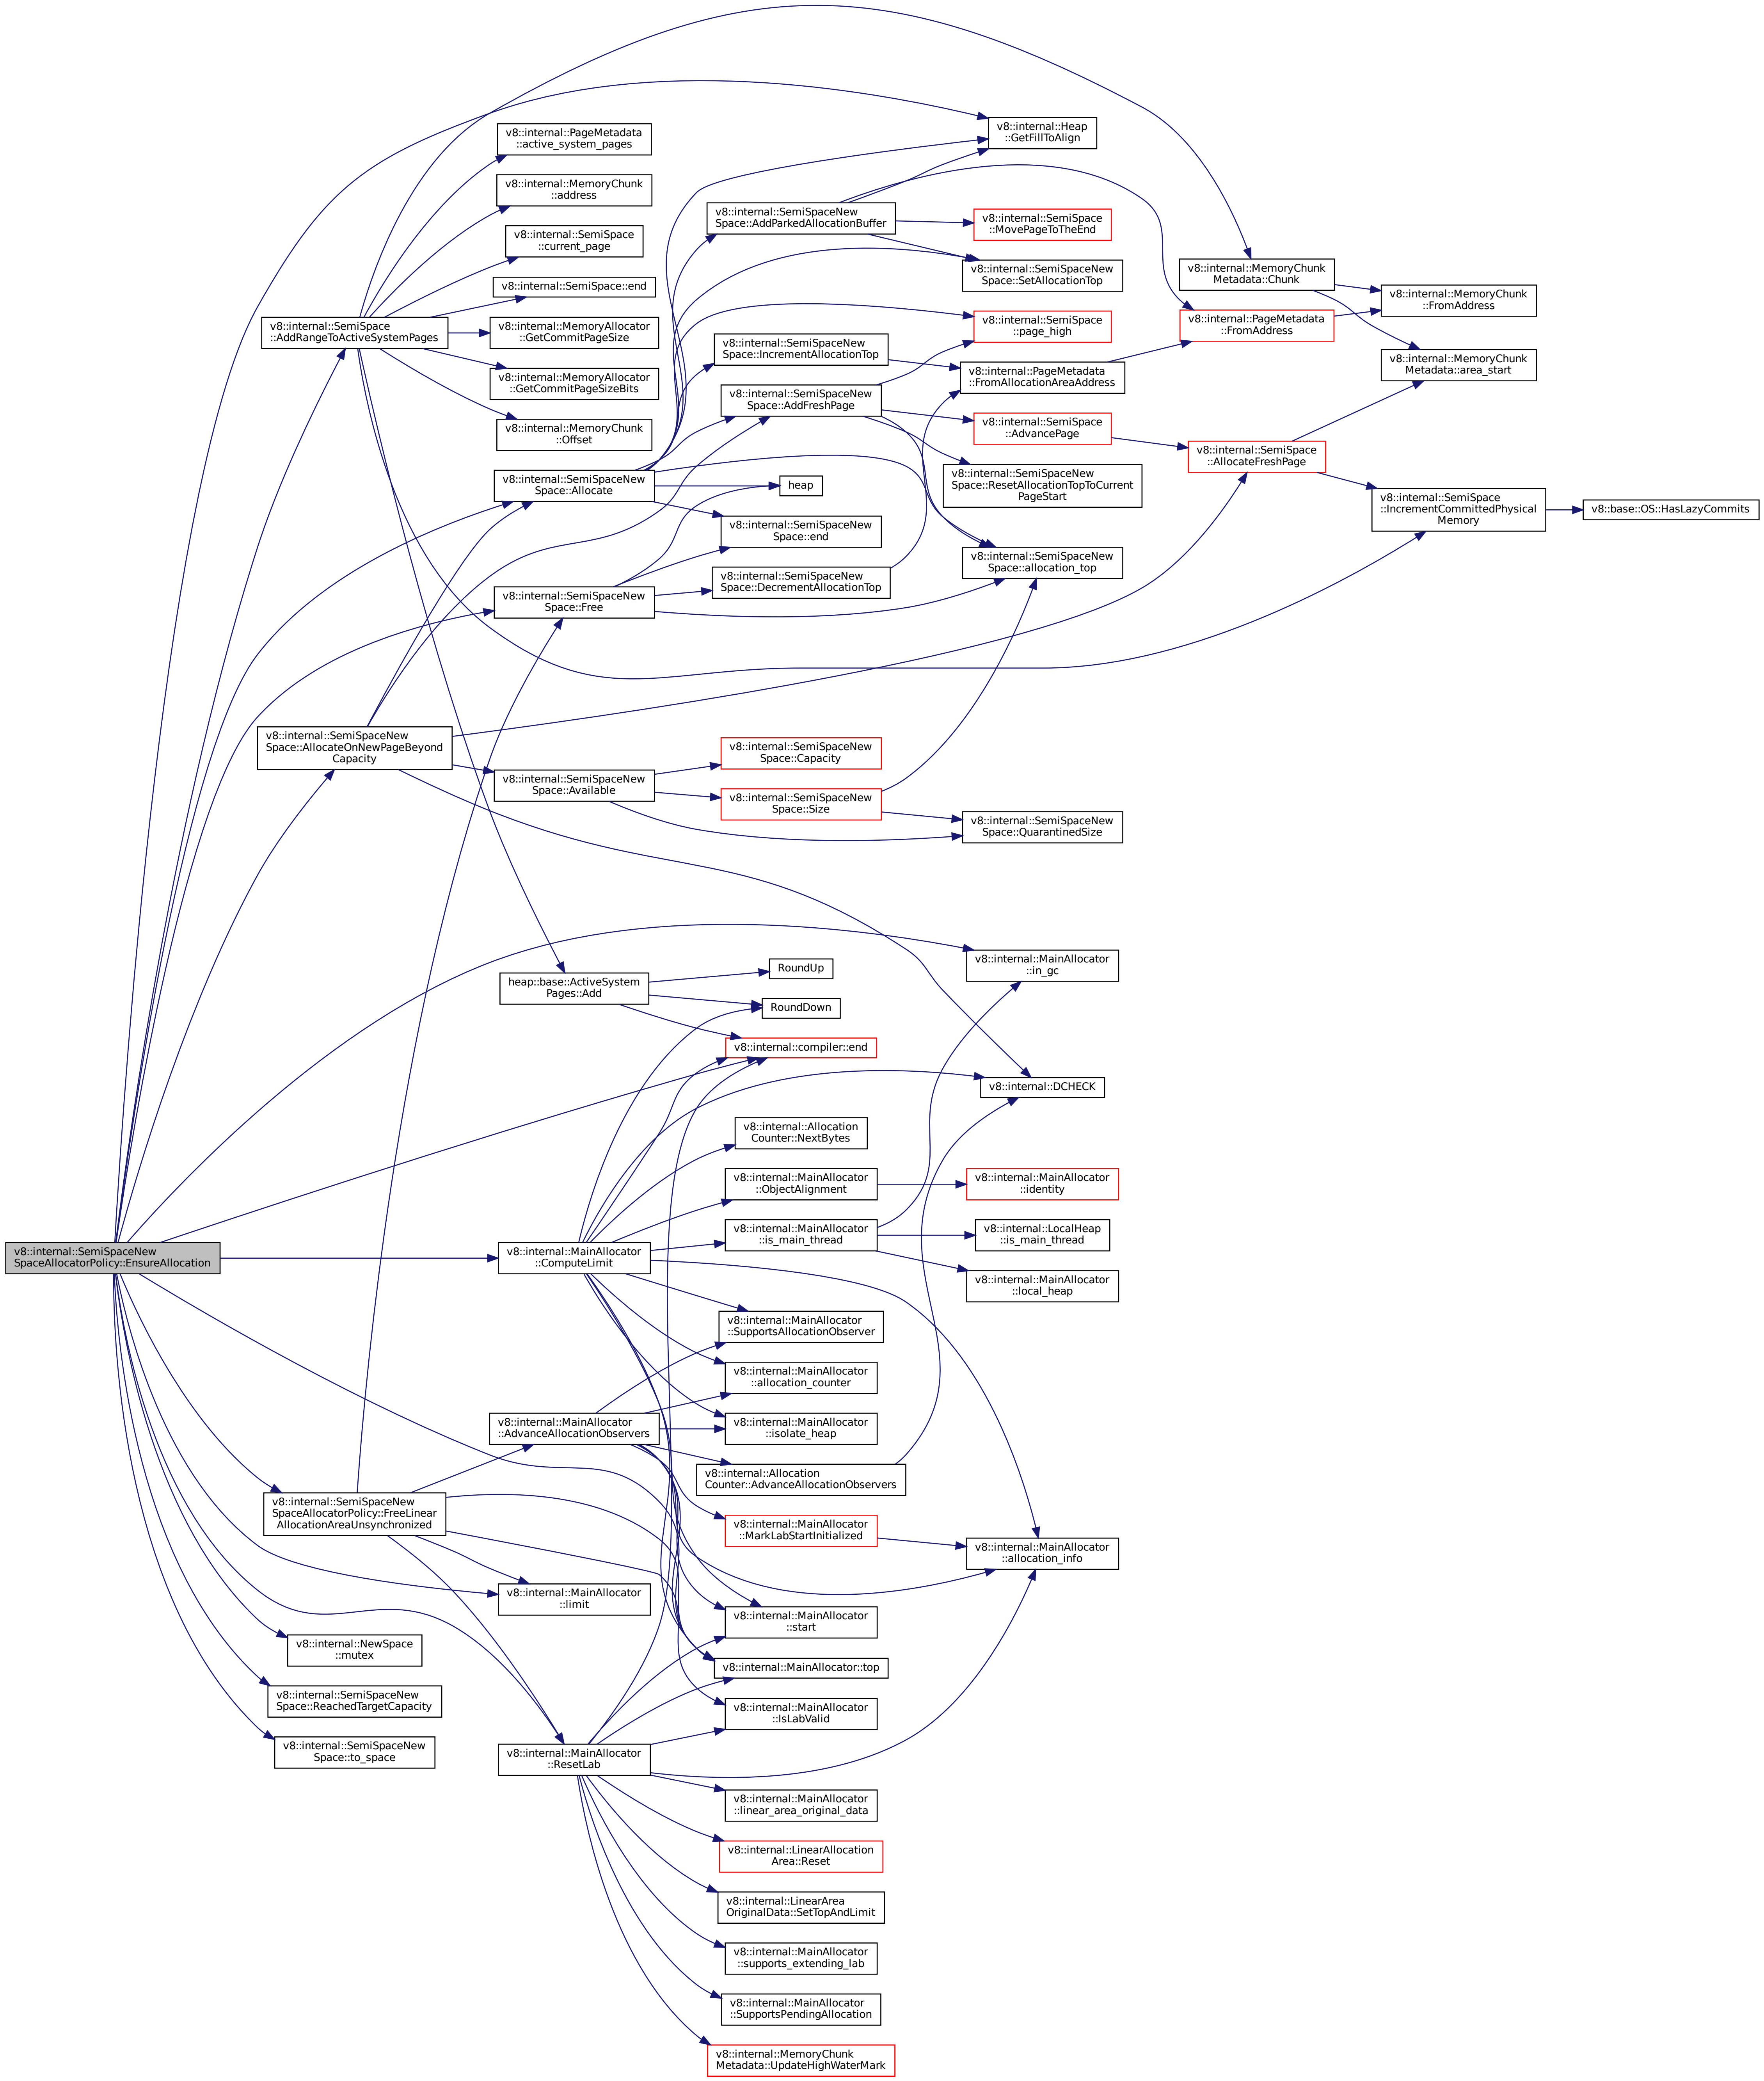 v8::internal::SemiSpaceNew
SpaceAllocatorPolicy::EnsureAllocation
v8::internal::SemiSpace
::AddRangeToActiveSystemPages
v8::internal::SemiSpaceNew
Space::AllocateOnNewPageBeyond
Capacity
v8::internal::SemiSpaceNew
SpaceAllocatorPolicy::FreeLinear
AllocationAreaUnsynchronized
v8::internal::NewSpace
::mutex
v8::internal::SemiSpaceNew
Space::ReachedTargetCapacity
v8::internal::SemiSpaceNew
Space::to_space
v8::internal::PageMetadata
::active_system_pages
v8::internal::MemoryChunk
::address
v8::internal::SemiSpace
::current_page
v8::internal::SemiSpace::end
v8::internal::MemoryAllocator
::GetCommitPageSize
v8::internal::MemoryAllocator
::GetCommitPageSizeBits
v8::internal::MemoryChunk
::Offset
v8::internal::SemiSpaceNew
Space::Allocate
v8::internal::SemiSpaceNew
Space::Free
v8::internal::SemiSpaceNew
Space::Available
heap::base::ActiveSystem
Pages::Add
v8::internal::MainAllocator
::ComputeLimit
v8::internal::MainAllocator
::AdvanceAllocationObservers
v8::internal::MainAllocator
::limit
v8::internal::MainAllocator
::ResetLab
v8::internal::SemiSpaceNew
Space::AddParkedAllocationBuffer
v8::internal::SemiSpaceNew
Space::IncrementAllocationTop
v8::internal::SemiSpaceNew
Space::AddFreshPage
heap
v8::internal::SemiSpaceNew
Space::end
v8::internal::SemiSpaceNew
Space::DecrementAllocationTop
v8::internal::SemiSpaceNew
Space::Capacity
v8::internal::SemiSpaceNew
Space::Size
RoundUp
RoundDown
v8::internal::compiler::end
v8::internal::Allocation
Counter::NextBytes
v8::internal::MainAllocator
::ObjectAlignment
v8::internal::MainAllocator
::is_main_thread
v8::internal::MainAllocator
::SupportsAllocationObserver
v8::internal::MainAllocator
::allocation_counter
v8::internal::MainAllocator
::isolate_heap
v8::internal::Allocation
Counter::AdvanceAllocationObservers
v8::internal::MainAllocator
::MarkLabStartInitialized
v8::internal::MainAllocator
::start
v8::internal::MainAllocator::top
v8::internal::MainAllocator
::IsLabValid
v8::internal::MainAllocator
::linear_area_original_data
v8::internal::LinearAllocation
Area::Reset
v8::internal::LinearArea
OriginalData::SetTopAndLimit
v8::internal::MainAllocator
::supports_extending_lab
v8::internal::MainAllocator
::SupportsPendingAllocation
v8::internal::MemoryChunk
Metadata::UpdateHighWaterMark
v8::internal::Heap
::GetFillToAlign
v8::internal::SemiSpace
::MovePageToTheEnd
v8::internal::SemiSpaceNew
Space::SetAllocationTop
v8::internal::SemiSpace
::page_high
v8::internal::PageMetadata
::FromAllocationAreaAddress
v8::internal::SemiSpace
::AdvancePage
v8::internal::SemiSpaceNew
Space::ResetAllocationTopToCurrent
PageStart
v8::internal::SemiSpaceNew
Space::allocation_top
v8::internal::SemiSpaceNew
Space::QuarantinedSize
v8::internal::MainAllocator
::in_gc
v8::internal::DCHECK
v8::internal::MainAllocator
::identity
v8::internal::LocalHeap
::is_main_thread
v8::internal::MainAllocator
::local_heap
v8::internal::MainAllocator
::allocation_info
v8::internal::MemoryChunk
Metadata::Chunk
v8::internal::PageMetadata
::FromAddress
v8::internal::SemiSpace
::AllocateFreshPage
v8::internal::MemoryChunk
::FromAddress
v8::internal::MemoryChunk
Metadata::area_start
v8::internal::SemiSpace
::IncrementCommittedPhysical
Memory
v8::base::OS::HasLazyCommits